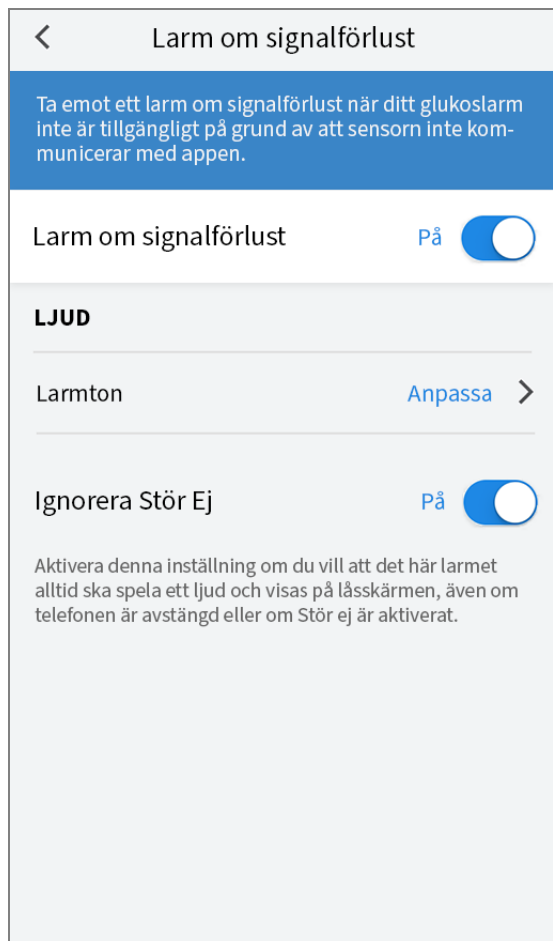 Larm om signalförlust
Ta emot ett larm om signalförlust när ditt glukoslarm
inte är tillgängligt på grund av att sensorn inte kom-
municerar med appen.
Larm om signalförlust På
LJUD
Larmton Anpassa
Ignorera Stör Ej På
Aktivera denna inställning om du vill att det här larmet
alltid ska spela ett ljud och visas på låsskärmen, även om
telefonen är avstängd eller om Stör ej är aktiverat.